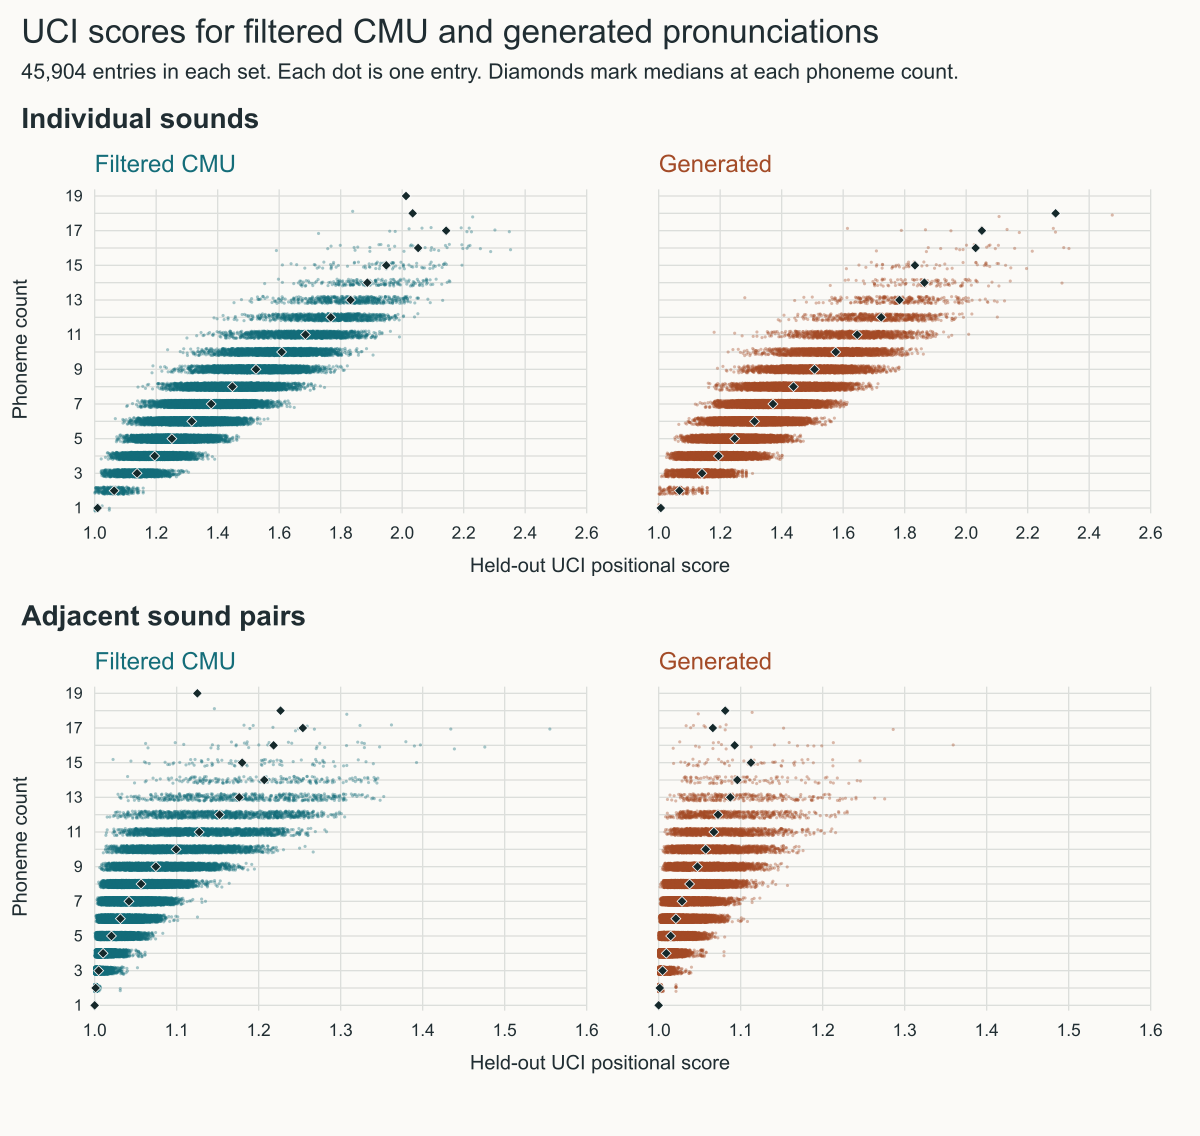 UCI scores for filtered CMU and generated pronunciations
45,904 entries in each set. Each dot is one entry. Diamonds mark medians at each phoneme count.
Individual sounds
Filtered CMU
Generated
Phoneme count
19
17
15
13
11
9
7
5
3
1
1.0 1.2 1.4 1.6 1.8 2.0 2.2 2.4 2.6
1.0 1.2 1.4 1.6 1.8 2.0 2.2 2.4 2.6
Held-out UCI positional score
Adjacent sound pairs
Filtered CMU
Generated
Phoneme count
19
17
15
13
11
9
7
5
3
1
1.0 1.1 1.2 1.3 1.4 1.5 1.6
1.0 1.1 1.2 1.3 1.4 1.5 1.6
Held-out UCI positional score